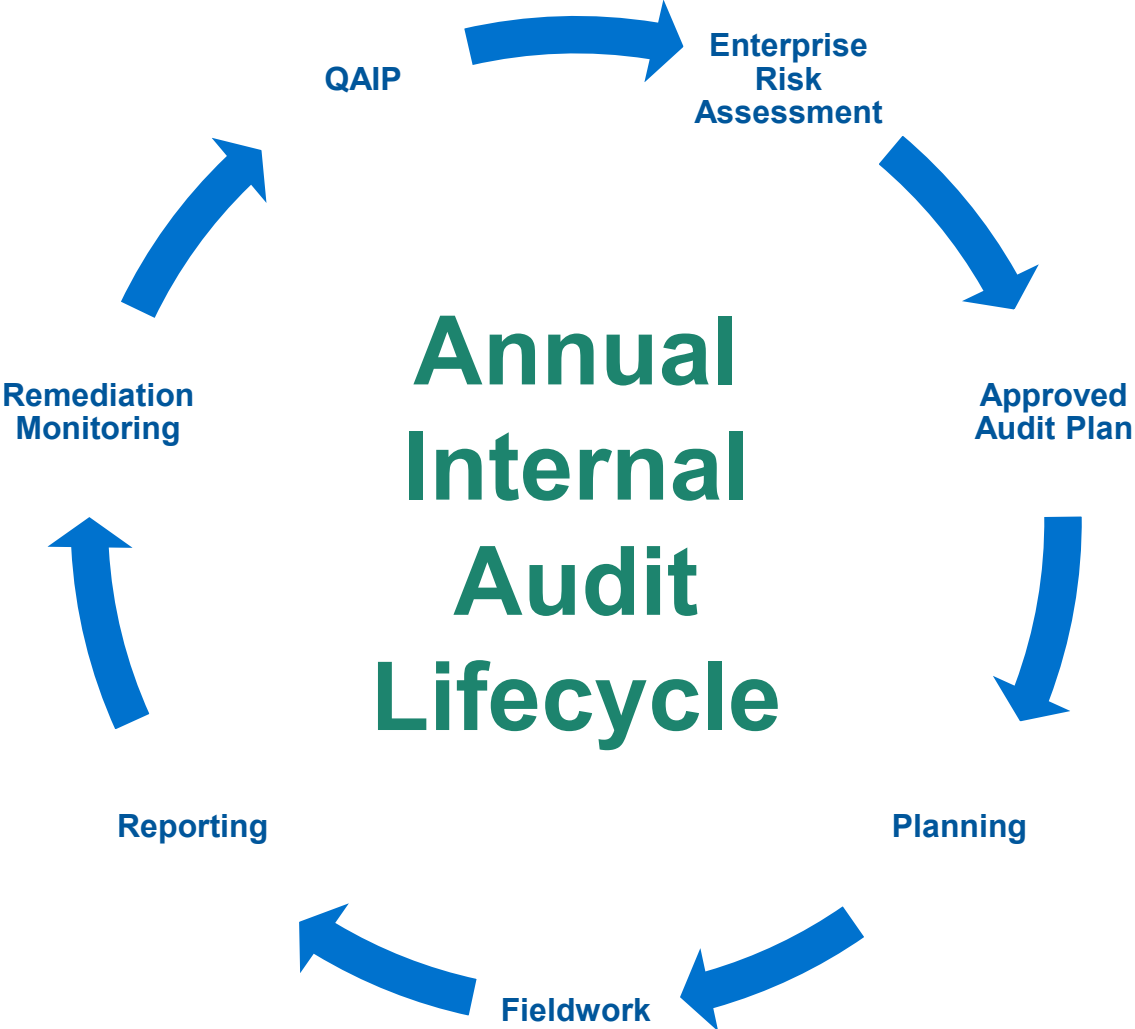 QAIP
Enterprise
Risk
Assessment
Approved
Audit Plan
Planning
Fieldwork
Reporting
Remediation
Monitoring
Annual
Internal
Audit
Lifecycle